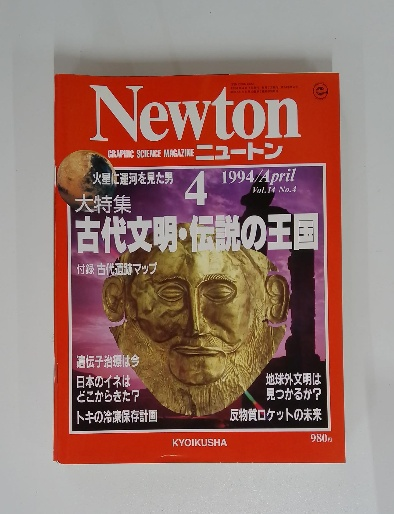 Newton
GRAPHIC SCIENCE MAGAZINE ニュートン
火星に運河を見た男
4
1994/April
Vol.14 No.4
大特集
古代文明・伝説の王国
付録 古代遺跡マップ
遺伝子治療は今
日本のイネは
どこからきた?
トキの冷凍保存計画
地球外文明は
見つかるか?
反物質ロケットの未来
KYOIKUSHA
980円